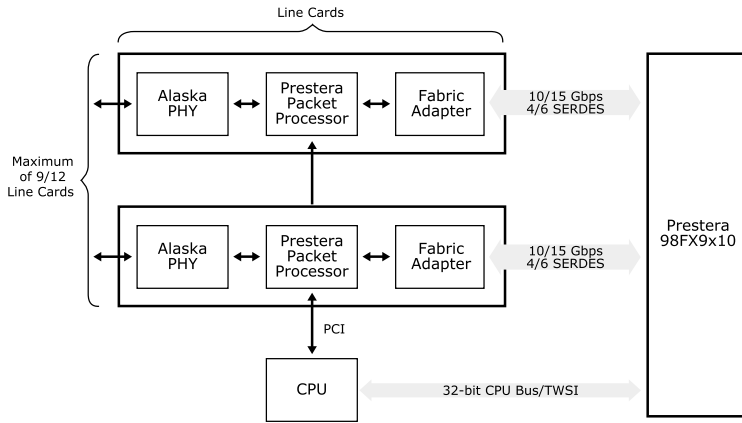 Line Cards
Alaska
PHY
Prestera
Packet
Processor
Fabric
Adapter
10/15 Gbps
4/6 SERDES
Maximum
of 9/12
Line Cards
Alaska
PHY
Prestera
Packet
Processor
Fabric
Adapter
10/15 Gbps
4/6 SERDES
Prestera
98FX9x10
PCI
CPU
32-bit CPU Bus/TWSI